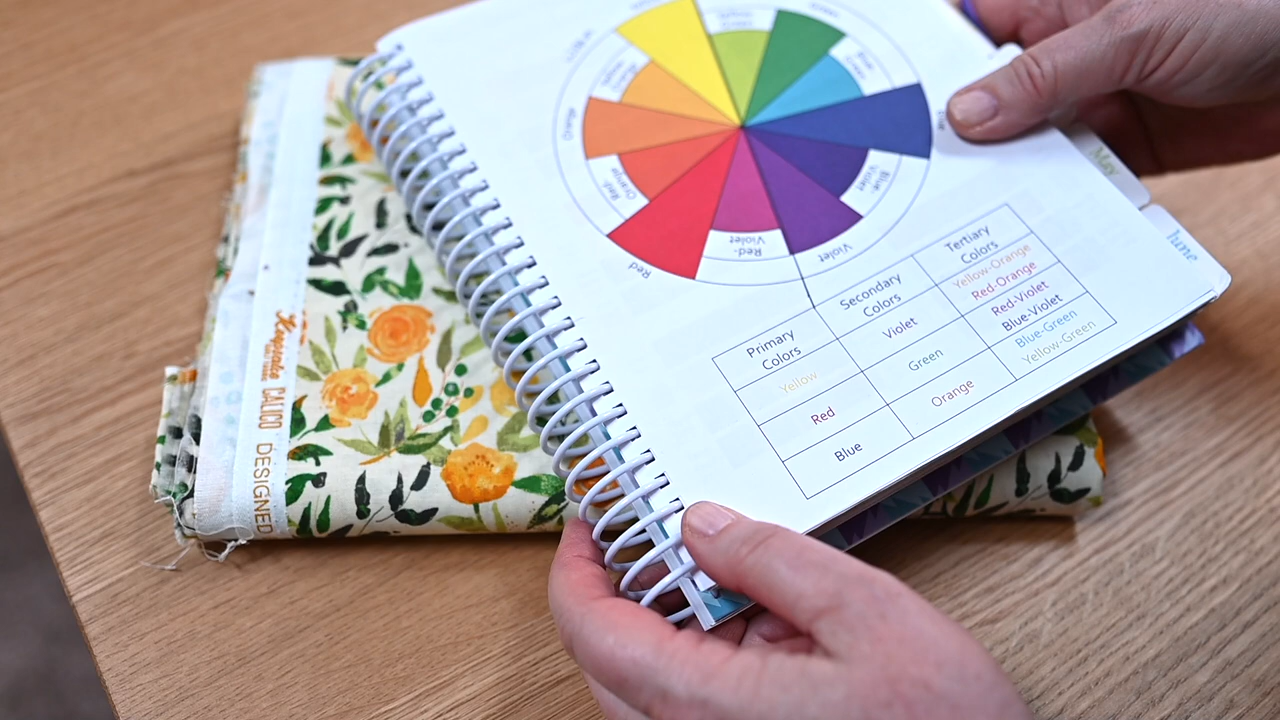 Yellow
Green
Blue-
Violet
Violet
Red-
Violet
Red
Red-
Orange
Primary
Colors
Secondary
Colors
Tertiary
Colors
Yellow
Violet
Yellow-Orange
Red-Orange
Red
Green
Red-Violet
Blue-Violet
Blue
Orange
Blue-Green
Yellow-Green
May
June
Keepsake
CALICO
DESIGNED